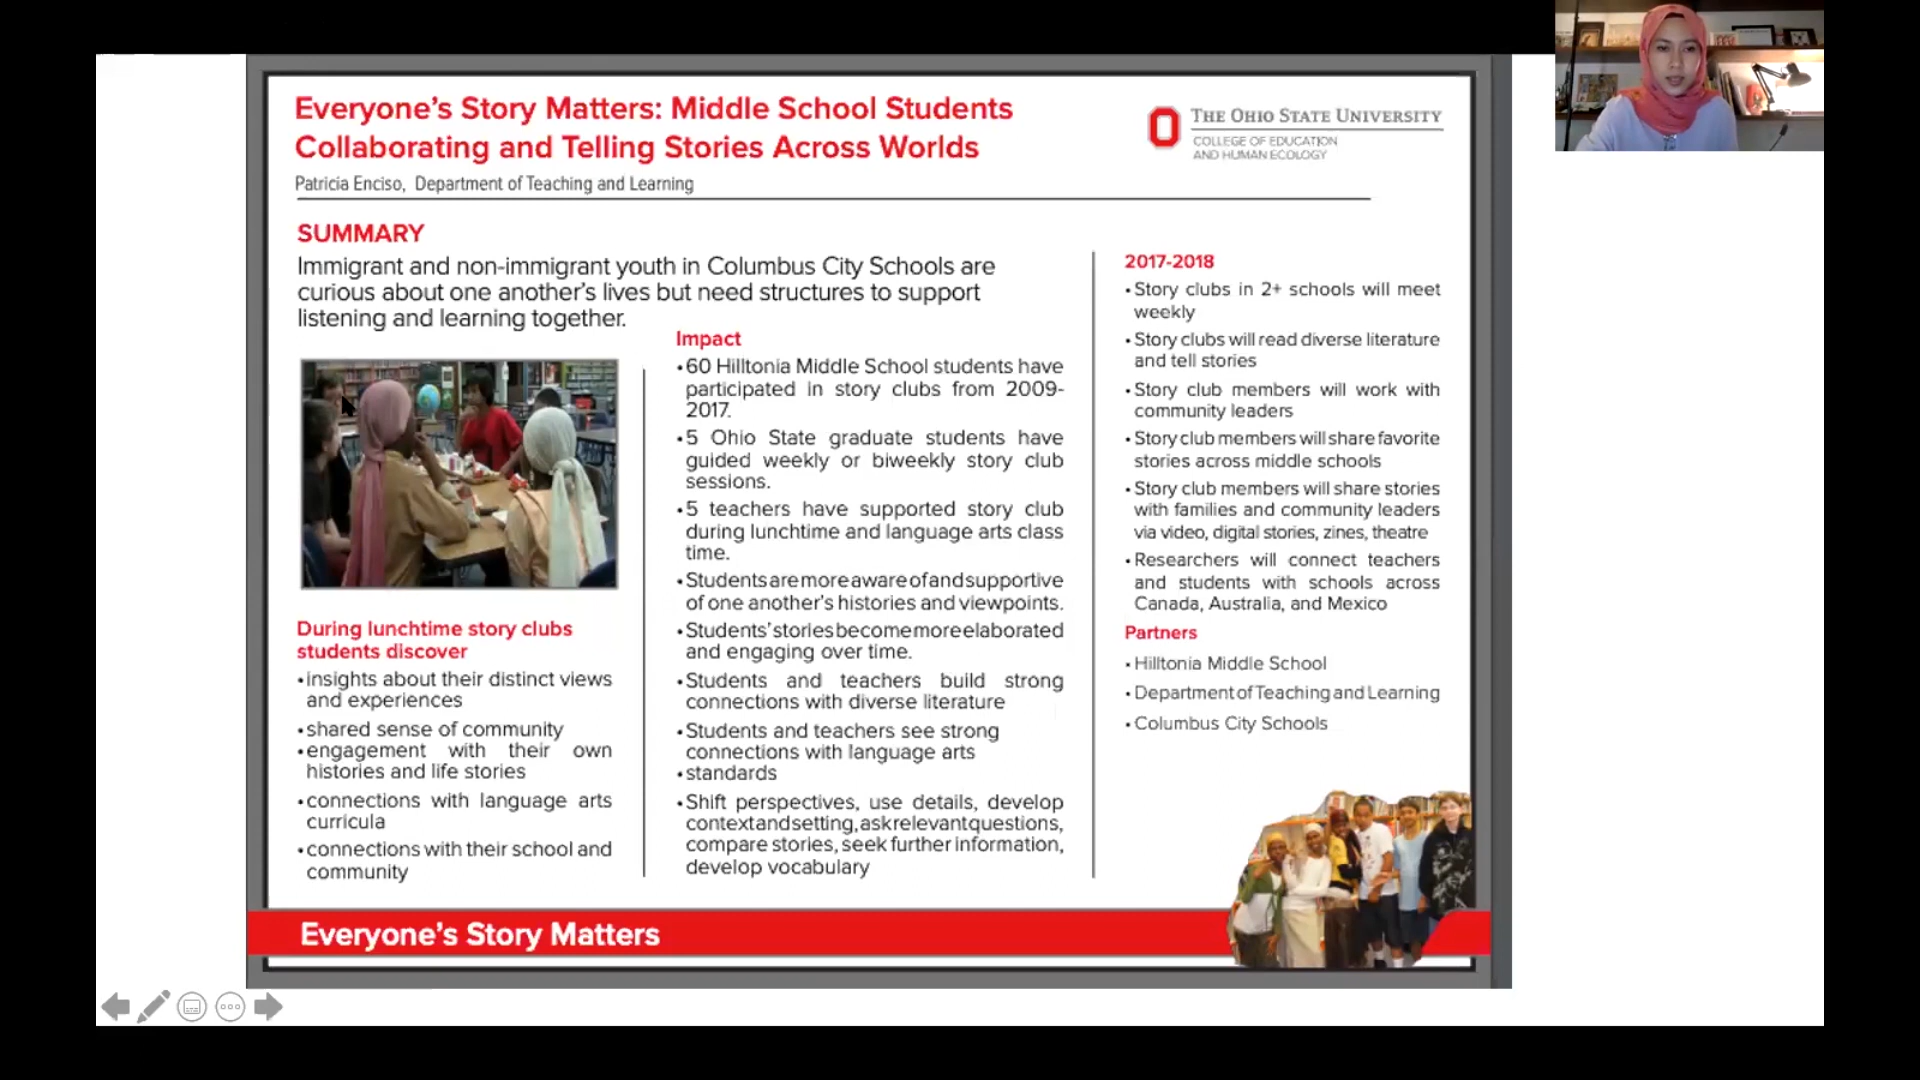 Everyone's Story Matters: Middle School Students
Collaborating and Telling Stories Across Worlds
Patricia Enciso, Department of Teaching and Learning
THE OHIO STATE UNIVERSITY
COLLEGE OF EDUCATION
AND HUMAN ECOLOGY
SUMMARY
Immigrant and non-immigrant youth in Columbus City Schools are
curious about one another's lives but need structures to support
listening and learning together.
During lunchtime story clubs
students discover
•insights about their distinct views
and experiences
•shared sense of community
•engagement with their own
histories and life stories
•connections with language arts
curricula
•connections with their school and
community
Impact
•60 Hilltonia Middle School students have
participated in story clubs from 2009-
2017.
•5 Ohio State graduate students have
guided weekly or biweekly story club
sessions.
•5 teachers have supported story club
during lunchtime and language arts class
time.
•Students are more aware of and supportive
of one another's histories and viewpoints.
•Students' stories become more elaborated
and engaging over time.
•Students and teachers build strong
connections with diverse literature
•Students and teachers see strong
connections with language arts
•standards
•Shift perspectives, use details, develop
context and setting, ask relevant questions,
compare stories, seek further information,
develop vocabulary
2017-2018
•Story clubs in 2+ schools will meet
weekly
•Story clubs will read diverse literature
and tell stories
•Story club members will work with
community leaders
•Story club members will share favorite
stories across middle schools
•Story club members will share stories
with families and community leaders
via video, digital stories, zines, theatre
•Researchers will connect teachers
and students with schools across
Canada, Australia, and Mexico
Partners
•Hilltonia Middle School
•Department of Teaching and Learning
•Columbus City Schools
Everyone's Story Matters